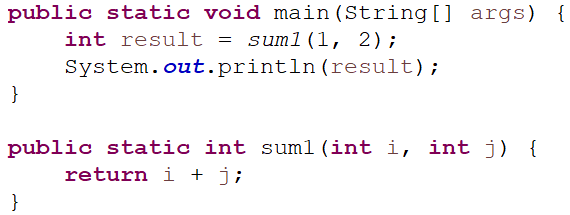 public static void main(String[] args) {
    int result = sum1(1, 2);
    System.out.println(result);
}

public static int sum1(int i, int j) {
    return i + j;
}